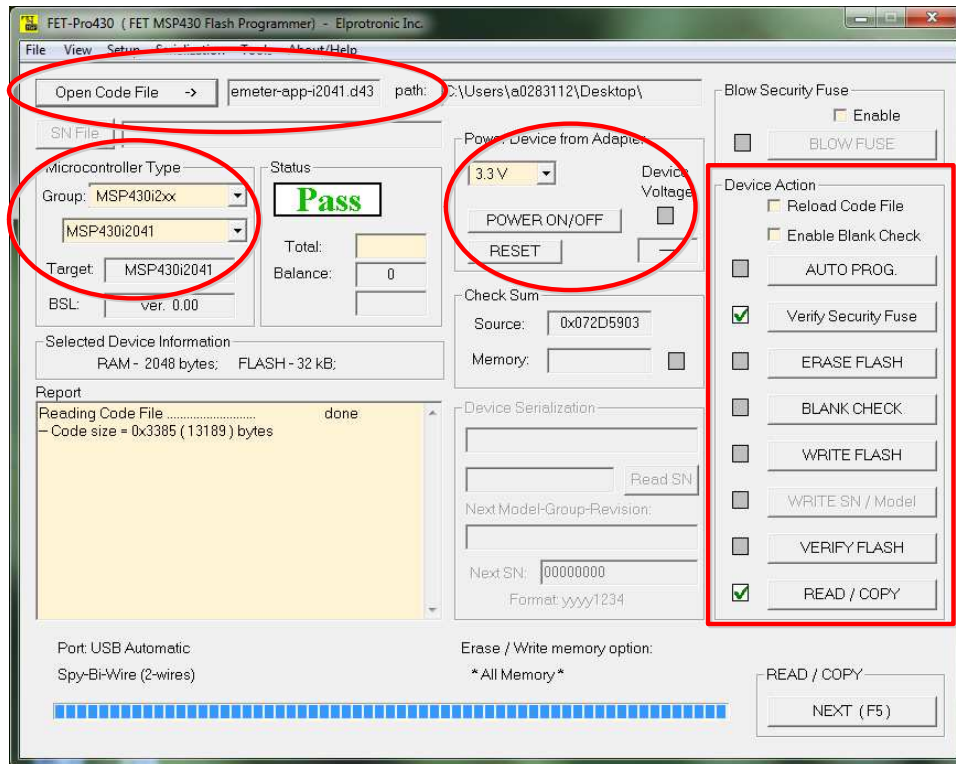 FET-Pro430 ( FET MSP430 Flash Programmer) - Elprotronic Inc.
File View Setup Serialization Tools About/Help
Open Code File -> emeter-app-i2041.d43 path: C:\Users\a0283112\Desktop\
SN File
Microcontroller Type
Group: MSP430i2xx
MSP430i2041
Target: MSP430i2041
BSL: ver. 0.00
Status
Pass
Total:
Balance: 0
Power Device from Adapter
3.3 V
Device
Voltage
POWER ON/OFF
RESET
---
Check Sum
Source: 0x072D5903
Memory:
Selected Device Information
RAM - 2048 bytes; FLASH - 32 kB;
Report
Reading Code File ........................... done
-- Code size = 0x3385 ( 13189 ) bytes
Device Serialization
Read SN
Next Model-Group-Revision:
Next SN: 00000000
Format: yyyy1234
Blow Security Fuse
Enable
BLOW FUSE
Device Action
Reload Code File
Enable Blank Check
AUTO PROG.
Verify Security Fuse
ERASE FLASH
BLANK CHECK
WRITE FLASH
WRITE SN / Model
VERIFY FLASH
READ / COPY
Port: USB Automatic
Spy-Bi-Wire (2-wires)
Erase / Write memory option:
* All Memory *
READ / COPY
NEXT ( F5 )